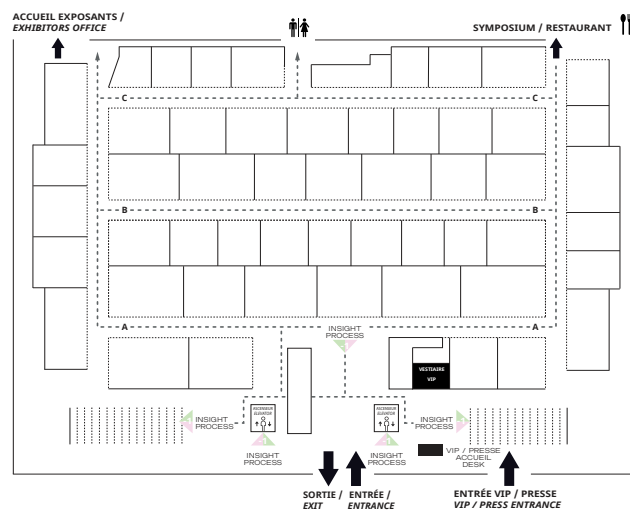 ACCUEIL EXPOSANTS /
EXHIBITORS OFFICE
SYMPOSIUM / RESTAURANT
C
C
B
B
A
A
INSIGHT
PROCESS
VESTIAIRE
VIP
ASCENSEUR
ELEVATOR
ASCENSEUR
ELEVATOR
INSIGHT
PROCESS
INSIGHT
PROCESS
INSIGHT
PROCESS
INSIGHT
PROCESS
VIP / PRESSE
ACCUEIL
DESK
SORTIE /
EXIT
ENTRÉE /
ENTRANCE
ENTRÉE VIP / PRESSE
VIP / PRESS ENTRANCE